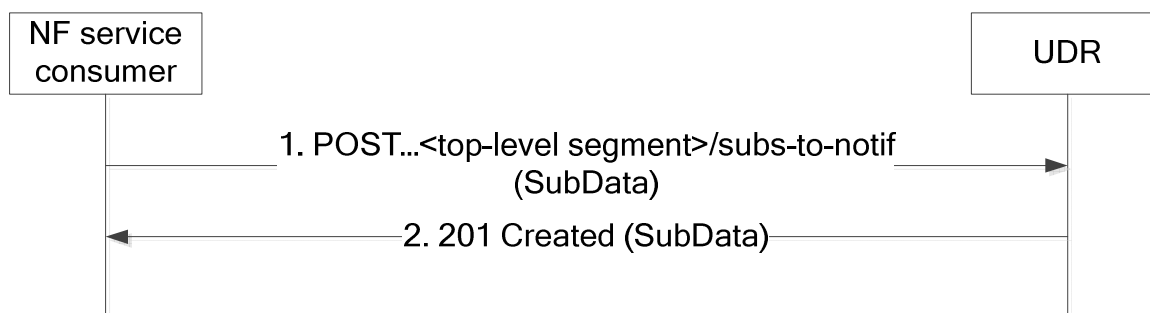 NF service
consumer
UDR
1. POST...<top-level segment>/subs-to-notif
(SubData)
2. 201 Created (SubData)